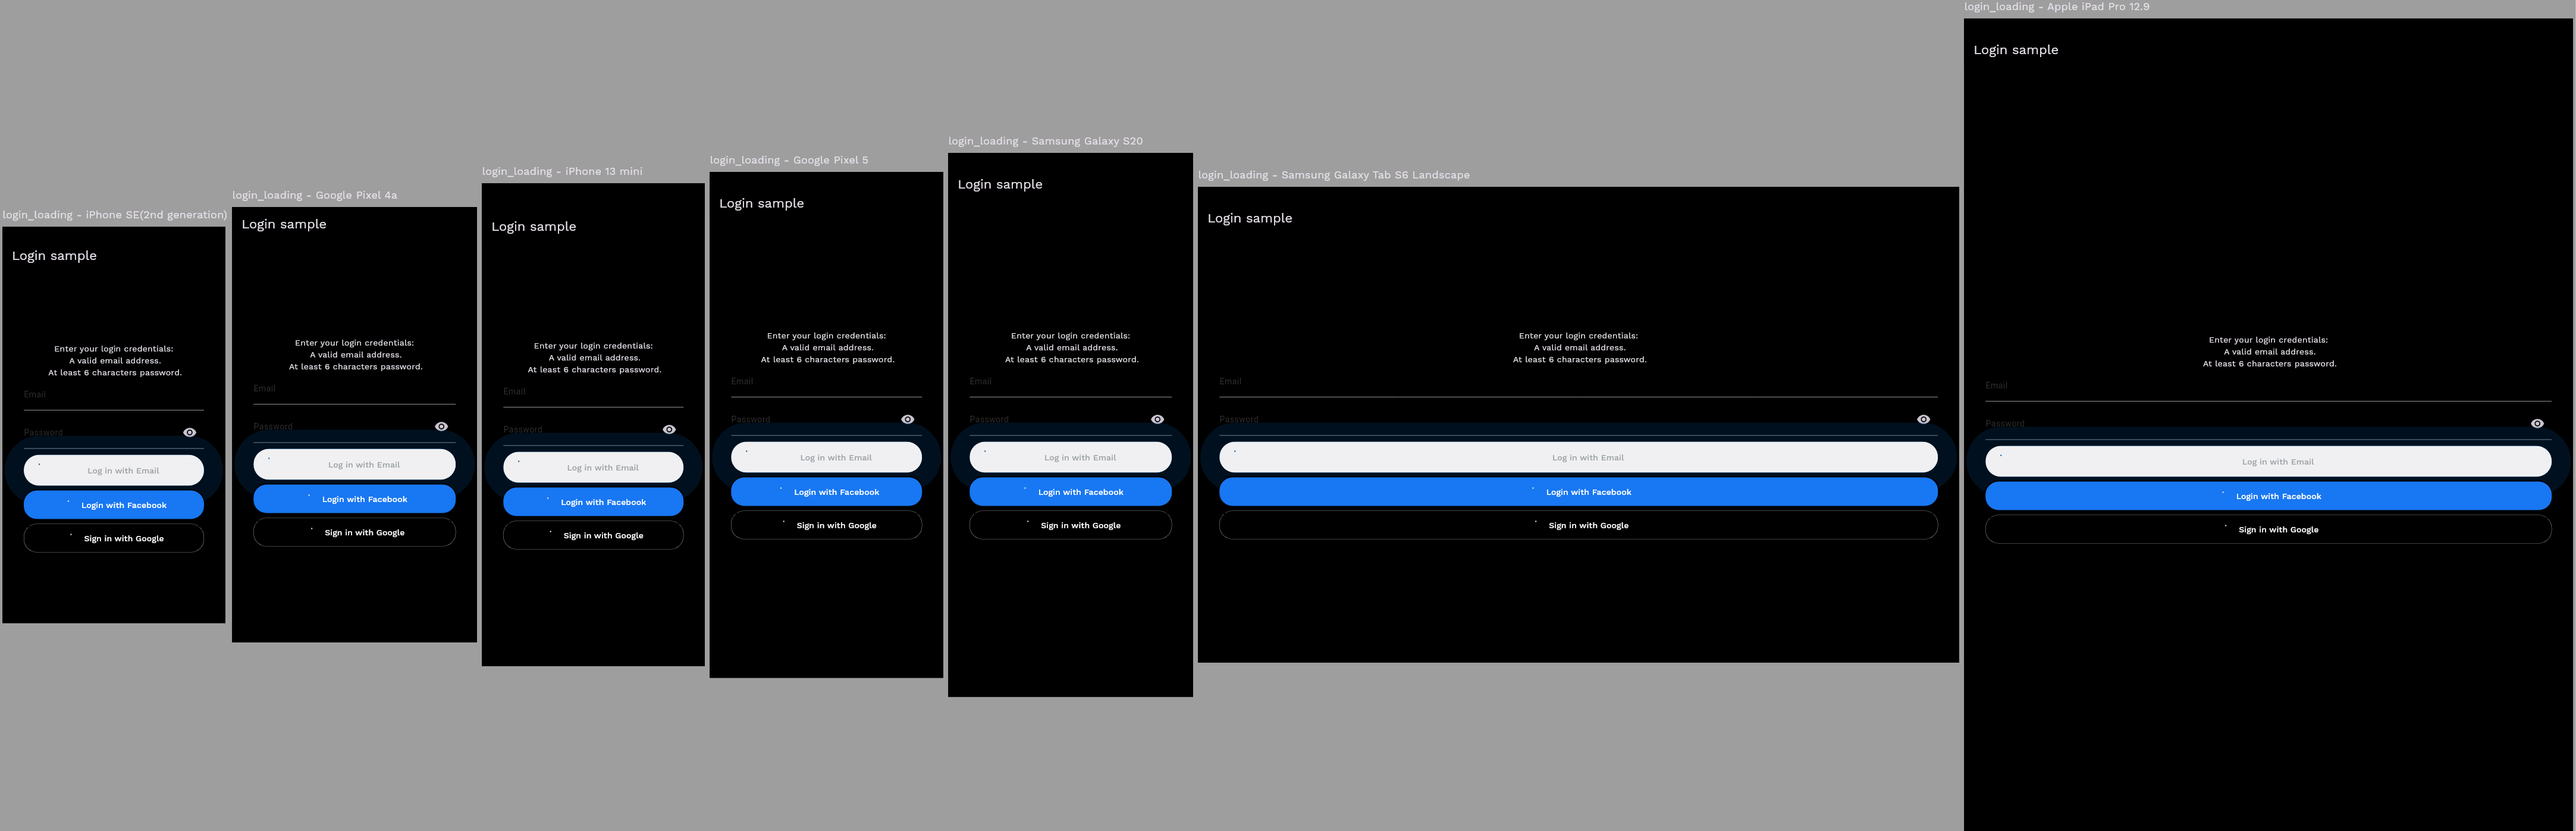 login_loading - iPhone SE(2nd generation)
Login sample
Enter your login credentials:
A valid email address.
At least 6 characters password.
Email
Password
Log in with Email
Login with Facebook
Sign in with Google
login_loading - Google Pixel 4a
Login sample
Enter your login credentials:
A valid email address.
At least 6 characters password.
Email
Password
Log in with Email
Login with Facebook
Sign in with Google
login_loading - iPhone 13 mini
Login sample
Enter your login credentials:
A valid email address.
At least 6 characters password.
Email
Password
Log in with Email
Login with Facebook
Sign in with Google
login_loading - Google Pixel 5
Login sample
Enter your login credentials:
A valid email address.
At least 6 characters password.
Email
Password
Log in with Email
Login with Facebook
Sign in with Google
login_loading - Samsung Galaxy S20
Login sample
Enter your login credentials:
A valid email address.
At least 6 characters password.
Email
Password
Log in with Email
Login with Facebook
Sign in with Google
login_loading - Samsung Galaxy Tab S6 Landscape
Login sample
Enter your login credentials:
A valid email address.
At least 6 characters password.
Email
Password
Log in with Email
Login with Facebook
Sign in with Google
login_loading - Apple iPad Pro 12.9
Login sample
Enter your login credentials:
A valid email address.
At least 6 characters password.
Email
Password
Log in with Email
Login with Facebook
Sign in with Google